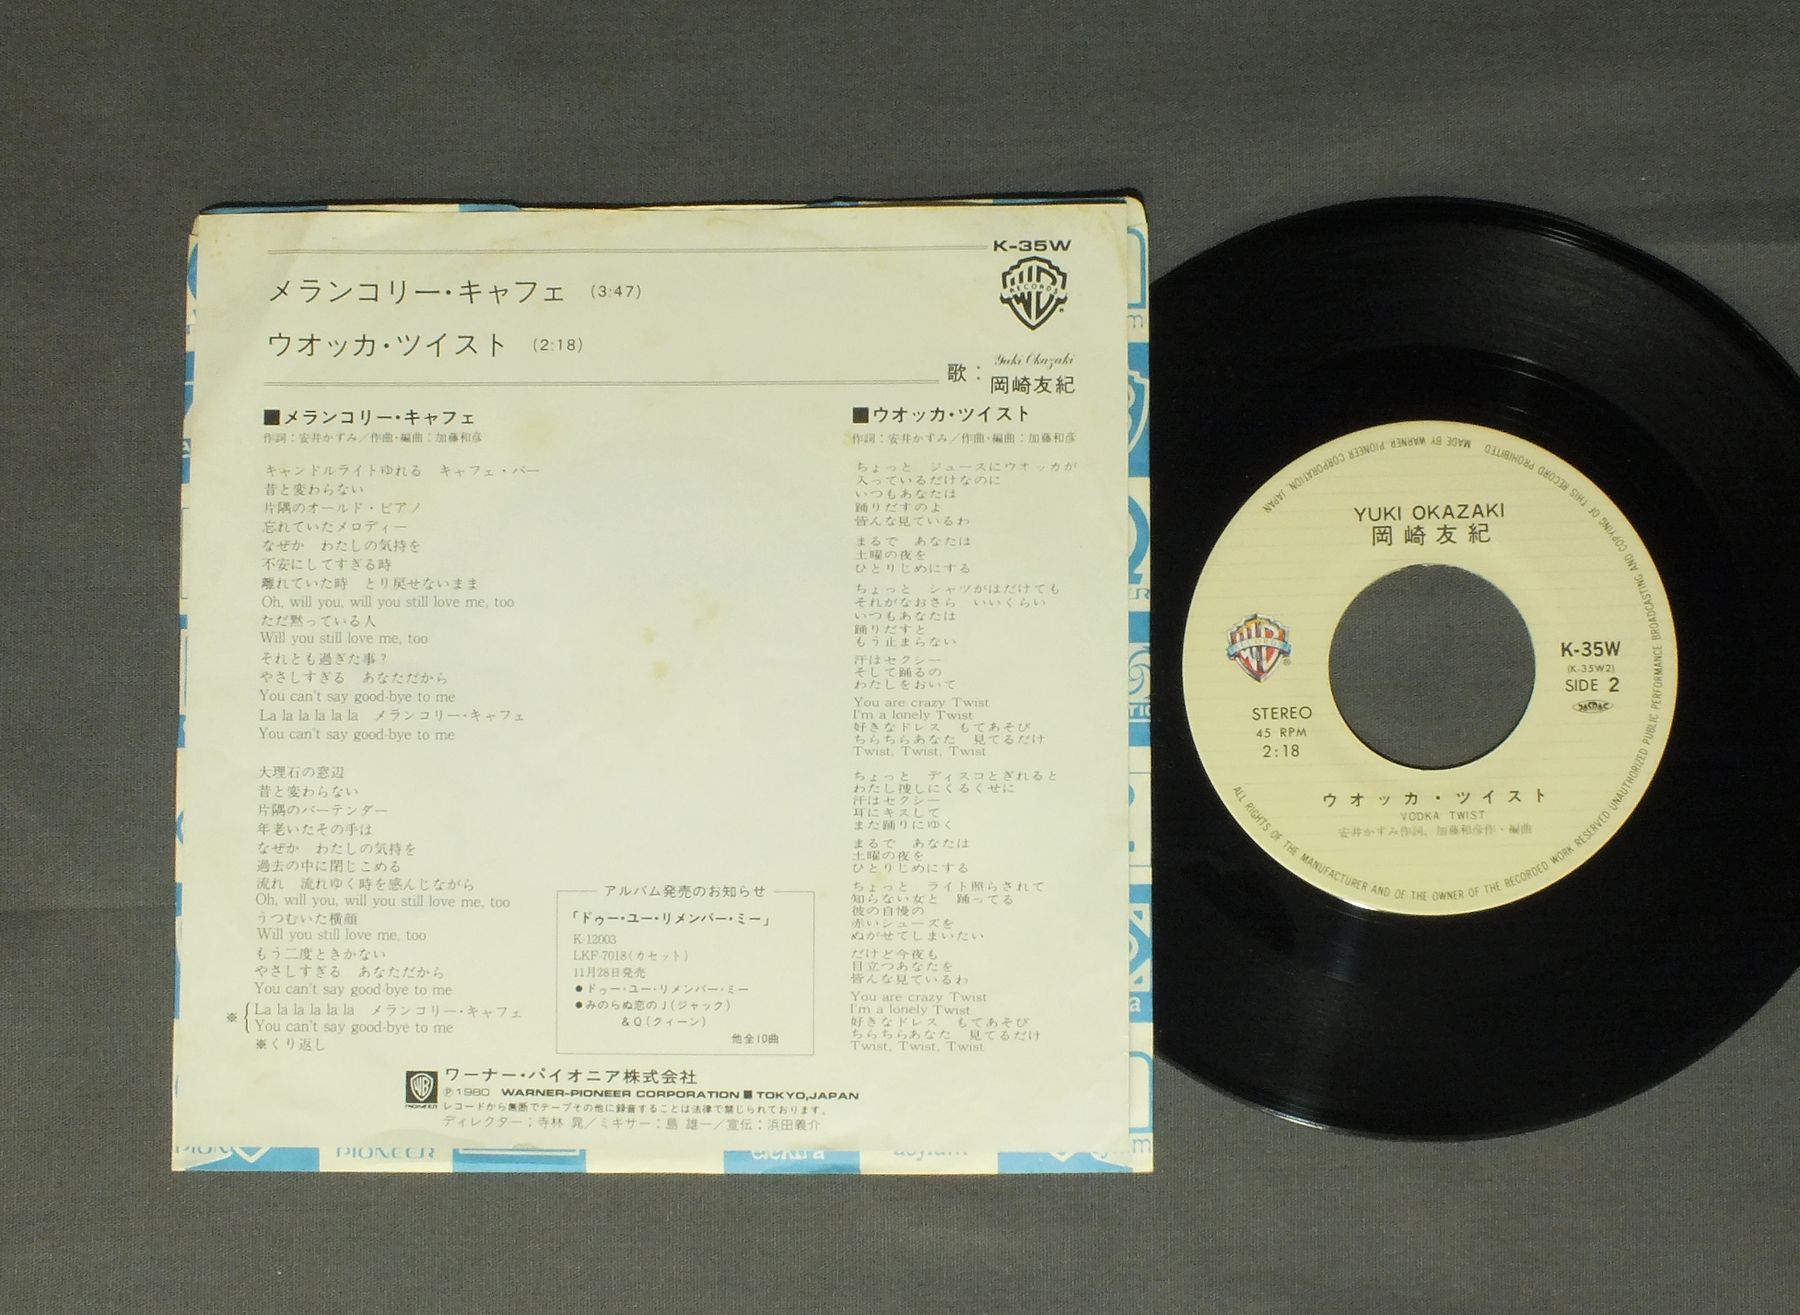 K-35W
メランコリー・キャフェ (3:47)
WB RECORDS
ウオッカ・ツイスト (2:18)
Yuki Okazaki
歌：岡崎友紀
■メランコリー・キャフェ
作詞：安井かずみ／作曲・編曲：加藤和彦
キャンドルライトゆれる　キャフェ・バー
昔と変わらない
片隅のオールド・ピアノ
忘れていたメロディー
なぜか　わたしの気持を
不安にしてすぎる時
離れていた時　とり戻せないまま
Oh, will you, will you still love me, too
ただ黙っている人
Will you still love me, too
それとも過ぎた事？
やさしすぎる　あなただから
You can't say good-bye to me
La la la la la la　メランコリー・キャフェ
You can't say good-bye to me
大理石の窓辺
昔と変わらない
片隅のバーテンダー
年老いたその手は
なぜか　わたしの気持を
過去の中に閉じこめる
流れ　流れゆく時を感んじながら
Oh, will you, will you still love me, too
うつむいた横顔
Will you still love me, too
もう二度ときかない
やさしすぎる　あなただから
You can't say good-bye to me
※ La la la la la la　メランコリー・キャフェ
You can't say good-bye to me
※くり返し
■ウオッカ・ツイスト
作詞：安井かずみ／作曲・編曲：加藤和彦
ちょっと　ジュースにウオッカが
入っているだけなのに
いつもあなたは
踊りだすのよ
皆んな見ているわ
まるで　あなたは
土曜の夜を
ひとりじめにする
ちょっと　シャツがはだけても
それがなおさら　いいくらい
いつもあなたは
踊りだすと
もう止まらない
汗はセクシー
そして踊るの
わたしをおいて
You are crazy Twist
I'm a lonely Twist
好きなドレス　もてあそび
ちらちらあなた　見てるだけ
Twist, Twist, Twist
ちょっと　ディスコとぎれると
わたし捜しにくるくせに
汗はセクシー
耳にキスして
また踊りにゆく
まるで　あなたは
土曜の夜を
ひとりじめにする
ちょっと　ライト照らされて
知らない女と　踊ってる
彼の自慢の
赤いシューズを
ぬがせてしまいたい
だけど今夜も
目立つあなたを
皆んな見ているわ
You are crazy Twist
I'm a lonely Twist
好きなドレス　もてあそび
ちらちらあなた　見てるだけ
Twist, Twist, Twist
アルバム発売のお知らせ
「ドゥー・ユー・リメンバー・ミー」
K-12003
LKF-7018(カセット)
11月28日発売
●ドゥー・ユー・リメンバー・ミー
●みのらぬ恋のJ(ジャック)
&Q(クィーン)
他全10曲
ワーナー・パイオニア株式会社
Ⓟ1980 WARNER-PIONEER CORPORATION ■ TOKYO, JAPAN
レコードから無断でテープその他に録音することは法律で禁じられております。
ディレクター：寺林 晃／ミキサー：島 雄一／宣伝：浜田義介
PIONEER
elektra
asylum
YUKI OKAZAKI
岡崎友紀
K-35W
(K-35W2)
SIDE 2
STEREO
45 RPM
2:18
ウオッカ・ツイスト
VODKA TWIST
安井かずみ作詞、加藤和彦作・編曲
ALL RIGHTS OF THE MANUFACTURER AND OF THE OWNER OF THE RECORDED WORK RESERVED UNAUTHORIZED PUBLIC PERFORMANCE BROADCASTING AND COPYING OF THIS RECORD PROHIBITED MADE BY WARNER PIONEER CORPORATION, JAPAN